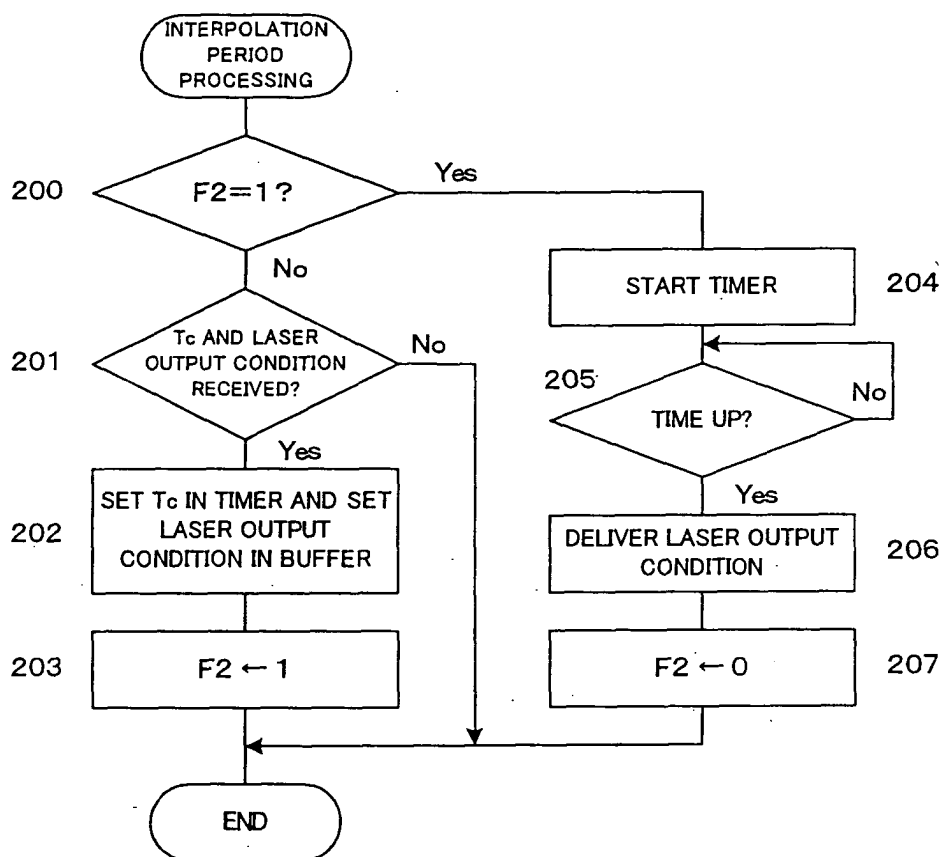 INTERPOLATION
PERIOD
PROCESSING
200
F2=1?
Yes
No
201
Tc AND LASER
OUTPUT CONDITION
RECEIVED?
No
Yes
202
SET Tc IN TIMER AND SET
LASER OUTPUT
CONDITION IN BUFFER
203
F2 ← 1
START TIMER
204
205
TIME UP?
No
Yes
DELIVER LASER OUTPUT
CONDITION
206
F2 ← 0
207
END